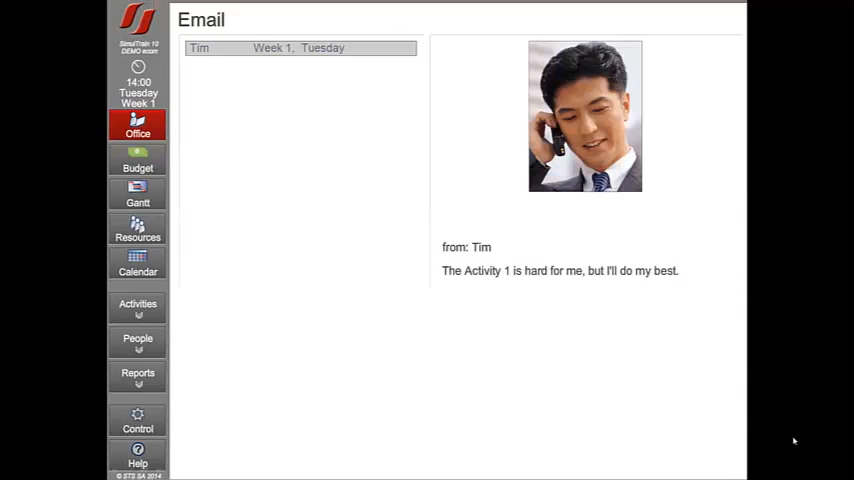 Email
SimulTrain 10
DEMO ecom
14:00
Tuesday
Week 1
Office
Budget
Gantt
Resources
Calendar
Activities
People
Reports
Control
Help
© STS SA 2014
Tim Week 1, Tuesday
from: Tim
The Activity 1 is hard for me, but I'll do my best.